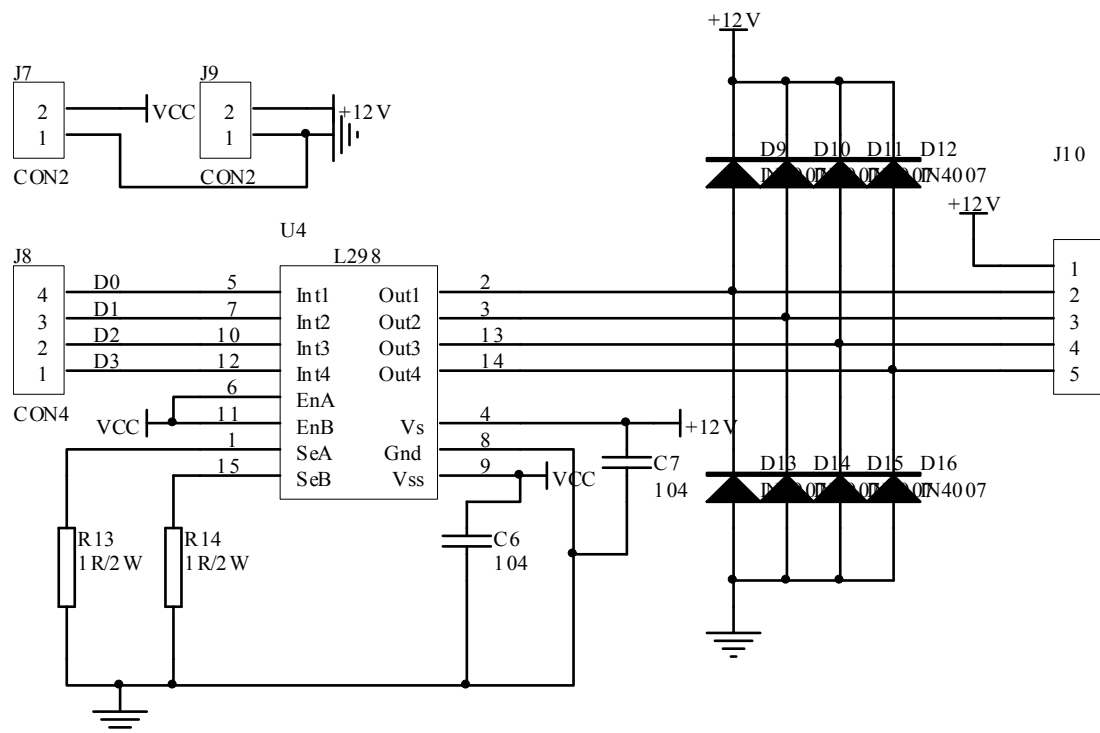 +12V
J7
J9
2
VCC
2
+12V
1
1
CON2
CON2
D9
D10
D11
D12
IN4007
J10
+12V
U4
J8
L298
1
4
D0
5
Int1
Out1
2
2
3
D1
7
Int2
Out2
3
3
2
D2
10
Int3
Out3
13
4
1
D3
12
Int4
Out4
14
5
6
EnA
CON4
VCC
11
EnB
Vs
4
+12V
1
SeA
Gnd
8
15
SeB
Vss
9
VCC
C7
104
D13
D14
D15
D16
IN4007
R13
1R/2W
R14
1R/2W
C6
104